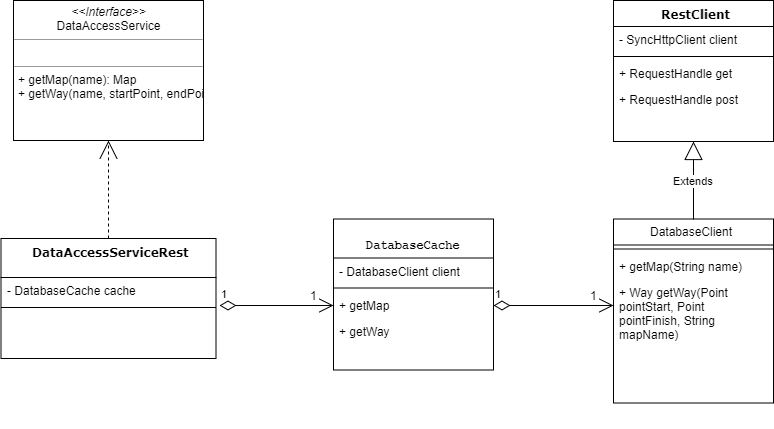 <<Interface>>
DataAccessService
+ getMap(name): Map
+ getWay(name, startPoint, endPoi
RestClient
- SyncHttpClient client
+ RequestHandle get
+ RequestHandle post
Extends
DataAccessServiceRest
- DatabaseCache cache
1
1
DatabaseCache
- DatabaseClient client
+ getMap
+ getWay
1
1
DatabaseClient
+ getMap(String name)
+ Way getWay(Point
pointStart, Point
pointFinish, String
mapName)